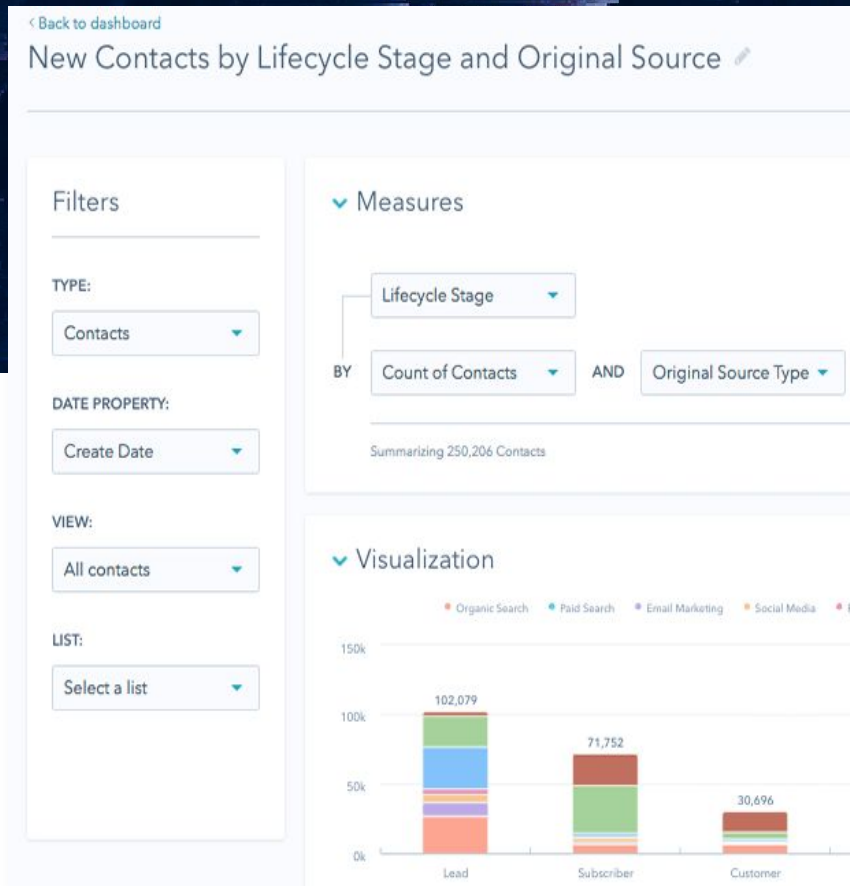 Back to dashboard
New Contacts by Lifecycle Stage and Original Source
Filters
TYPE:
Contacts
DATE PROPERTY:
Create Date
VIEW:
All contacts
LIST:
Select a list
Measures
Lifecycle Stage
BY Count of Contacts AND Original Source Type
Summarizing 250,206 Contacts
Visualization
Organic Search Paid Search Email Marketing Social Media
150k
102,079
100k
71,752
50k
30,696
0k
Lead Subscriber Customer